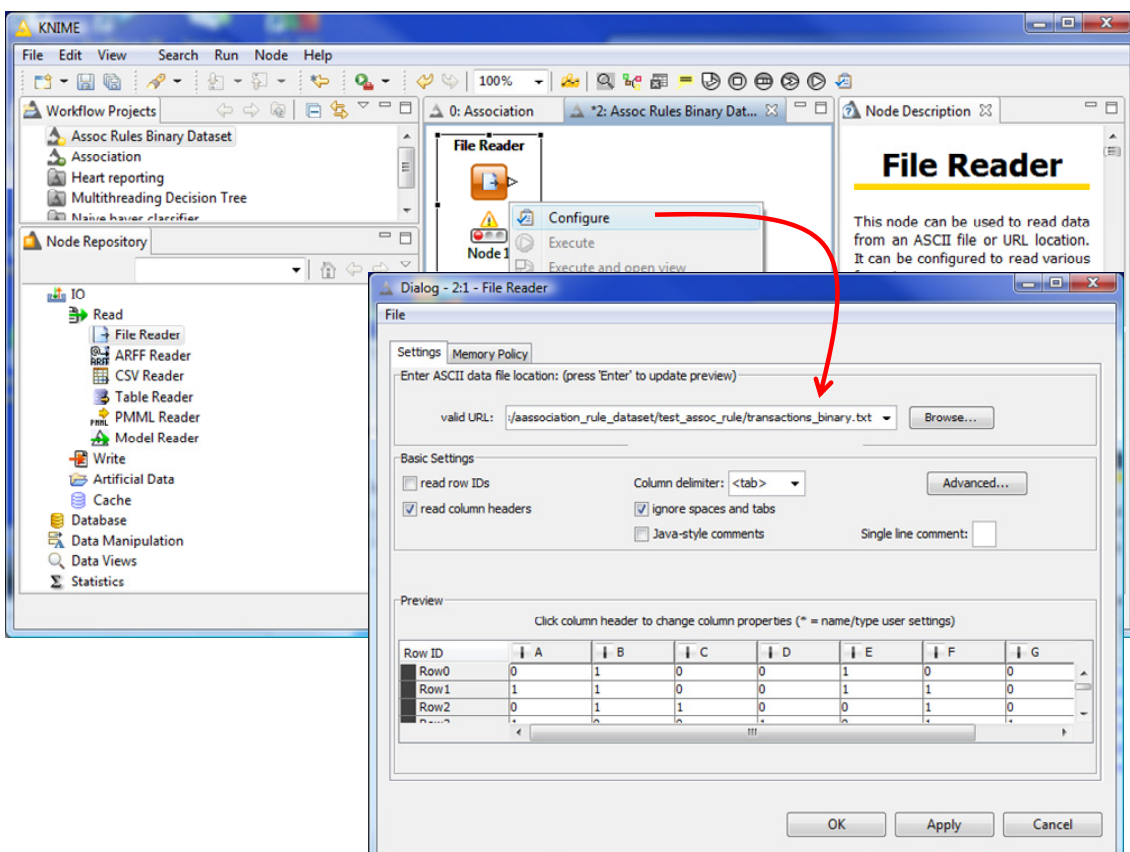 KNIME
File Edit View Search Run Node Help
100%
Workflow Projects
Assoc Rules Binary Dataset
Association
Heart reporting
Multithreading Decision Tree
Naive bayes classifier
0: Association
*2: Assoc Rules Binary Dat...
File Reader
Node 1
Configure
Execute
Execute and open view
Node Description
File Reader
This node can be used to read data
from an ASCII file or URL location.
It can be configured to read various
Node Repository
IO
Read
File Reader
ARFF Reader
CSV Reader
Table Reader
PMML Reader
Model Reader
Write
Artificial Data
Cache
Database
Data Manipulation
Data Views
Statistics
Dialog - 2:1 - File Reader
File
Settings Memory Policy
Enter ASCII data file location: (press 'Enter' to update preview)
valid URL: :/aassociation_rule_dataset/test_assoc_rule/transactions_binary.txt Browse...
Basic Settings
read row IDs Column delimiter: <tab> Advanced...
read column headers ignore spaces and tabs
Java-style comments Single line comment:
Preview
Click column header to change column properties (* = name/type user settings)
Row ID A B C D E F G
Row0 0 1 0 0 1 0 0
Row1 1 1 0 0 1 1 0
Row2 0 1 1 0 0 1 0
OK Apply Cancel